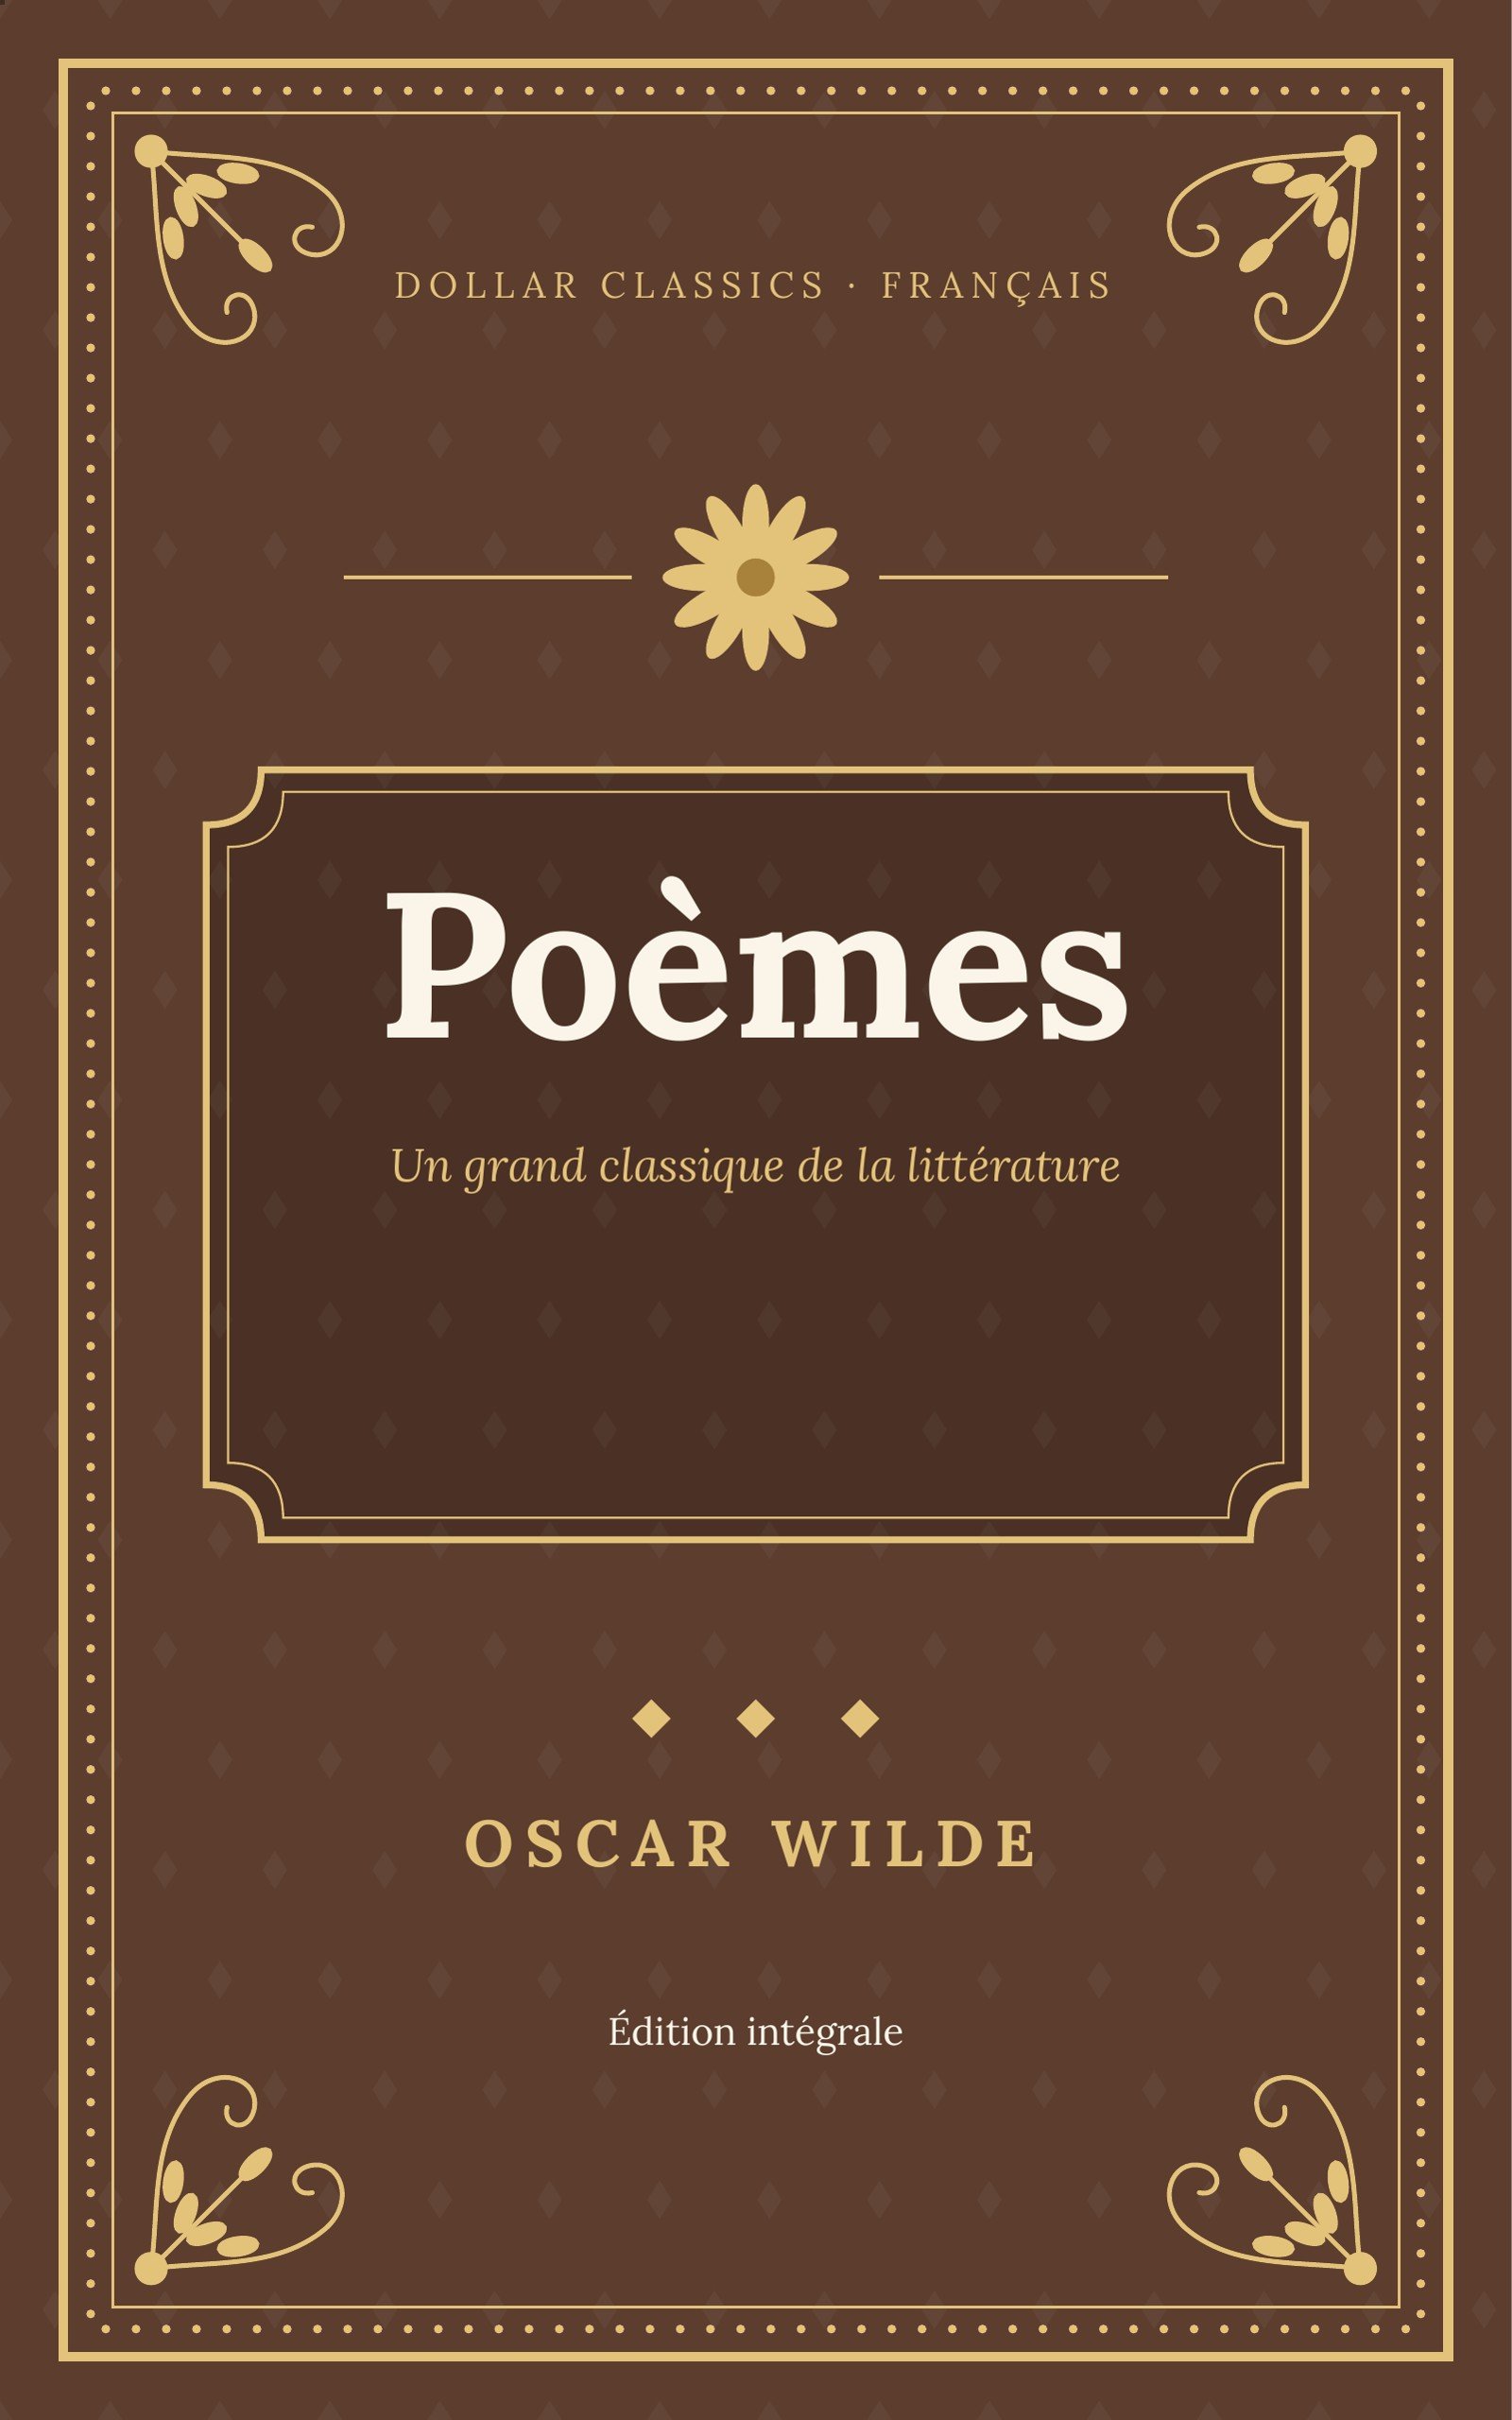 DOLLAR CLASSICS · FRANÇAIS
Poèmes
Un grand classique de la littérature
OSCAR WILDE
Édition intégrale